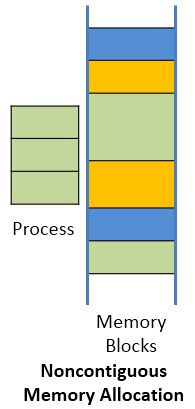 Process
Memory
Blocks
Noncontiguous
Memory Allocation